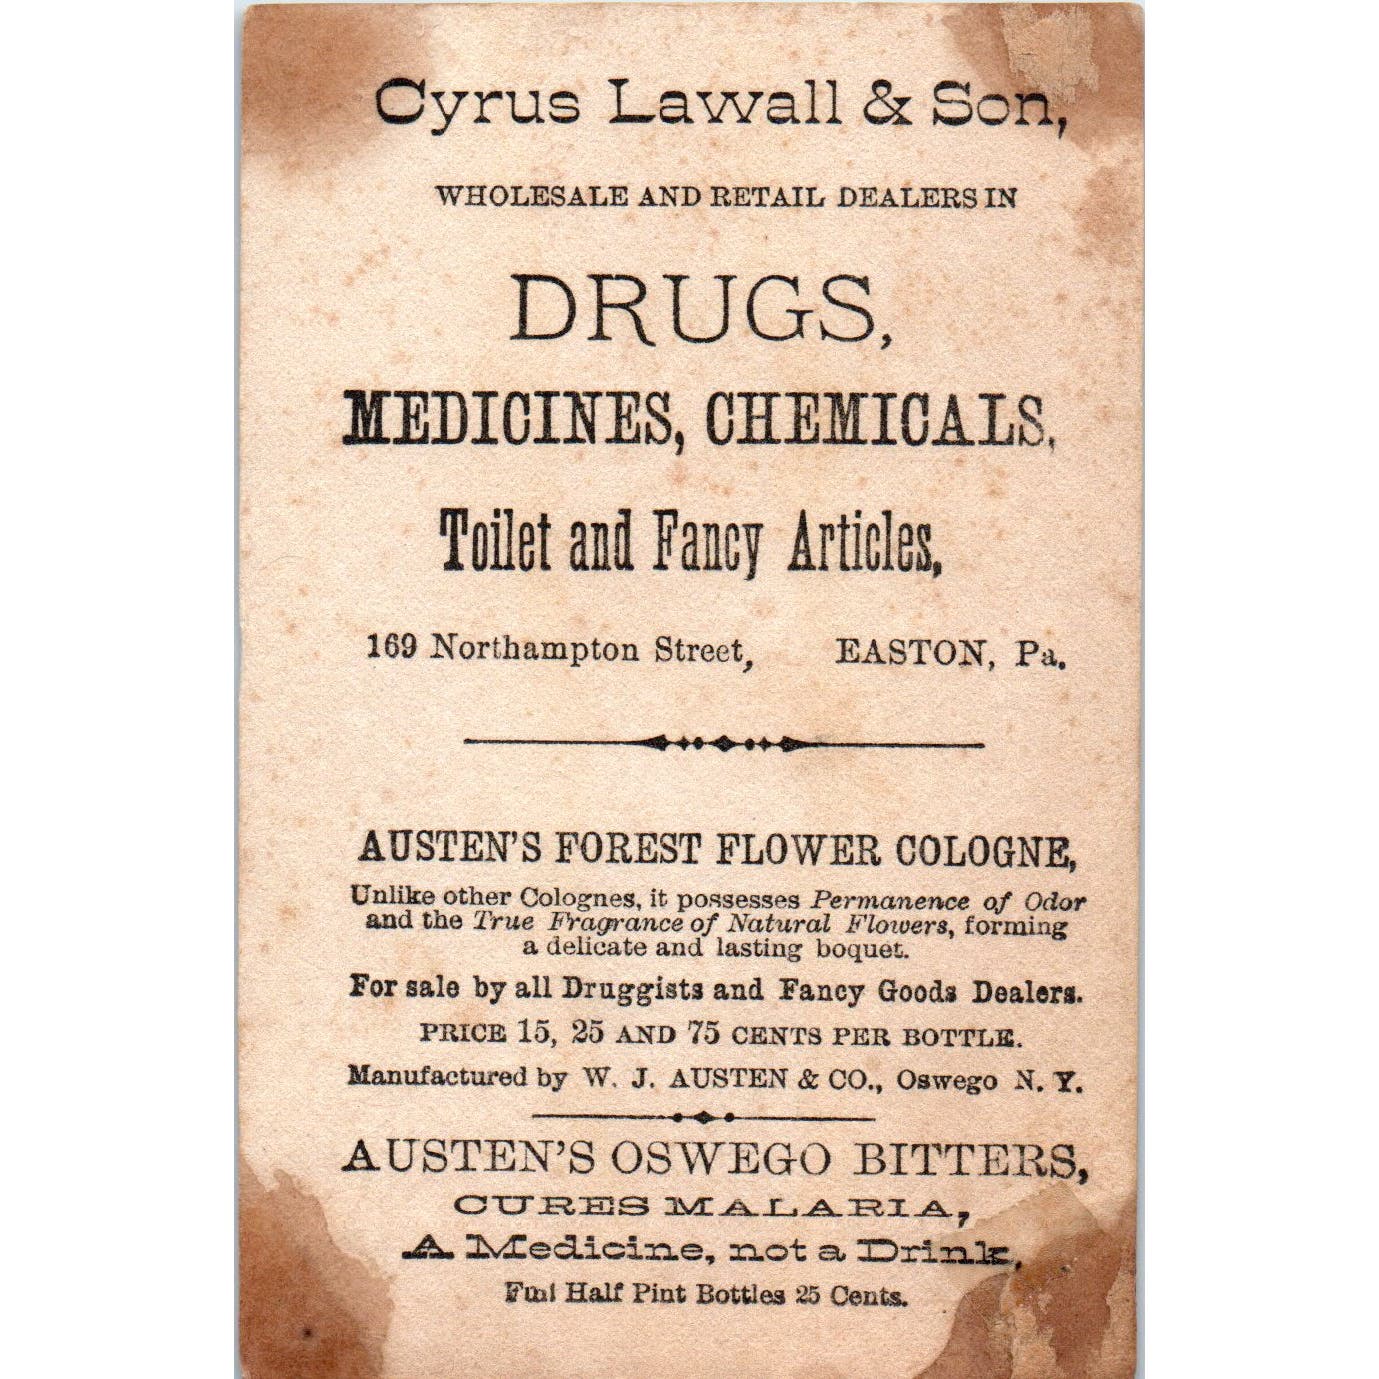 Cyrus Lawall & Son,
WHOLESALE AND RETAIL DEALERS IN
DRUGS,
MEDICINES, CHEMICALS,
Toilet and Fancy Articles,
169 Northampton Street, EASTON, Pa.
AUSTEN'S FOREST FLOWER COLOGNE,
Unlike other Colognes, it possesses Permanence of Odor
and the True Fragrance of Natural Flowers, forming
a delicate and lasting boquet.
For sale by all Druggists and Fancy Goods Dealers.
PRICE 15, 25 AND 75 CENTS PER BOTTLE.
Manufactured by W. J. AUSTEN & CO., Oswego N. Y.
AUSTEN'S OSWEGO BITTERS,
CURES MALARIA,
A Medicine, not a Drink,
Full Half Pint Bottles 25 Cents.